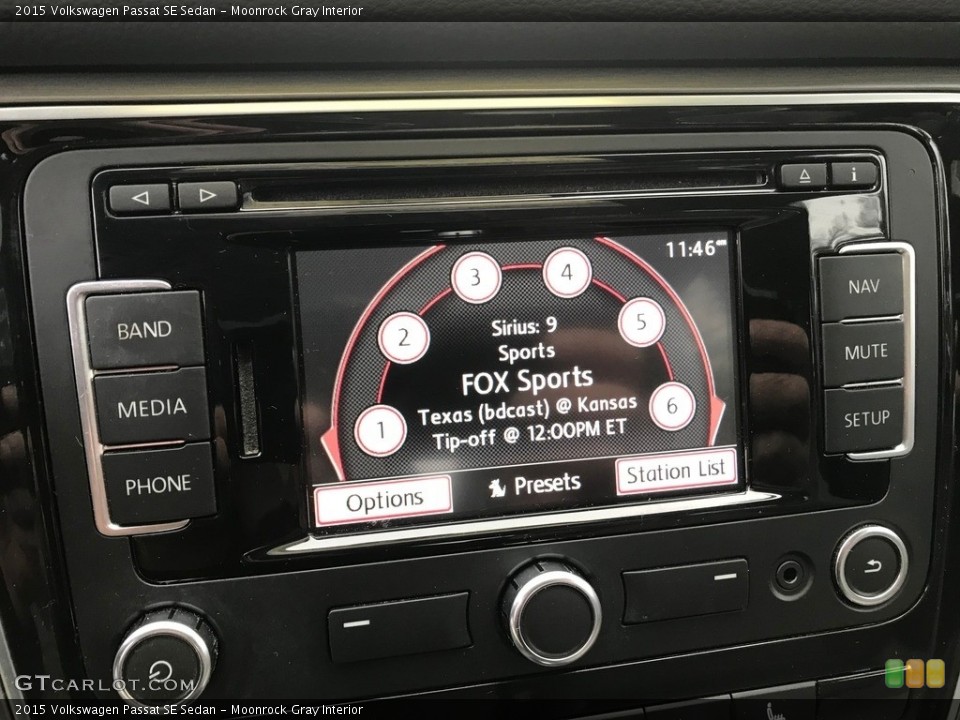 2015 Volkswagen Passat SE Sedan - Moonrock Gray Interior
i
11:46
BAND
MEDIA
PHONE
NAV
MUTE
SETUP
1
2
3
4
5
6
Sirius: 9
Sports
FOX Sports
Texas (bdcast) @ Kansas
Tip-off @ 12:00PM ET
Options
Presets
Station List
GTcarlot.com
2015 Volkswagen Passat SE Sedan - Moonrock Gray Interior